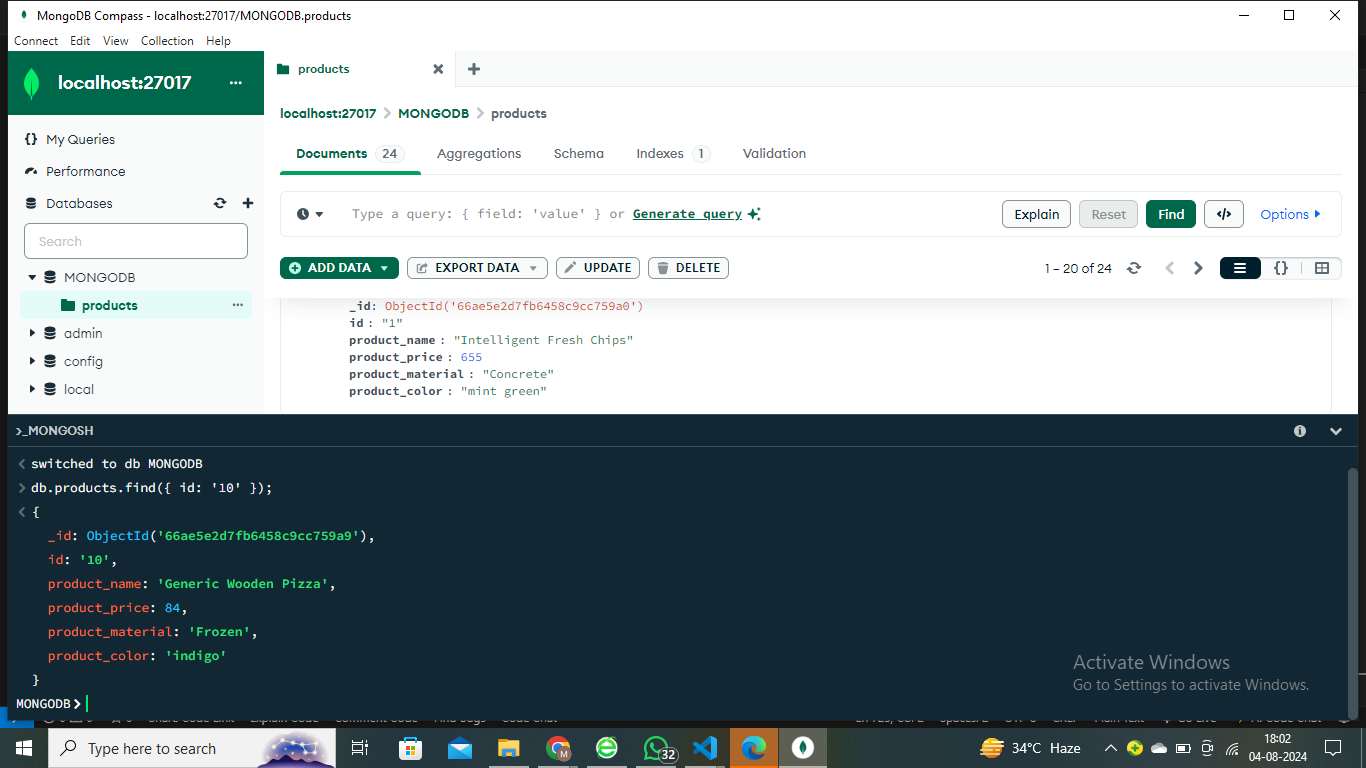 MongoDB Compass - localhost:27017/MONGODB.products
Connect Edit View Collection Help
localhost:27017
My Queries
Performance
Databases
Search
MONGODB
products
admin
config
local
products
localhost:27017 > MONGODB > products
Documents 24 Aggregations Schema Indexes 1 Validation
Type a query: { field: 'value' } or Generate query
Explain Reset Find </> Options
ADD DATA EXPORT DATA UPDATE DELETE
1 – 20 of 24
{}
_id: ObjectId('66ae5e2d7fb6458c9cc759a0')
id : "1"
product_name : "Intelligent Fresh Chips"
product_price : 655
product_material : "Concrete"
product_color : "mint green"
>_MONGOSH
< switched to db MONGODB
> db.products.find({ id: '10' });
< {
_id: ObjectId('66ae5e2d7fb6458c9cc759a9'),
id: '10',
product_name: 'Generic Wooden Pizza',
product_price: 84,
product_material: 'Frozen',
product_color: 'indigo'
}
MONGODB >
Activate Windows
Go to Settings to activate Windows.
Type here to search
32
34°C Haze
18:02
04-08-2024